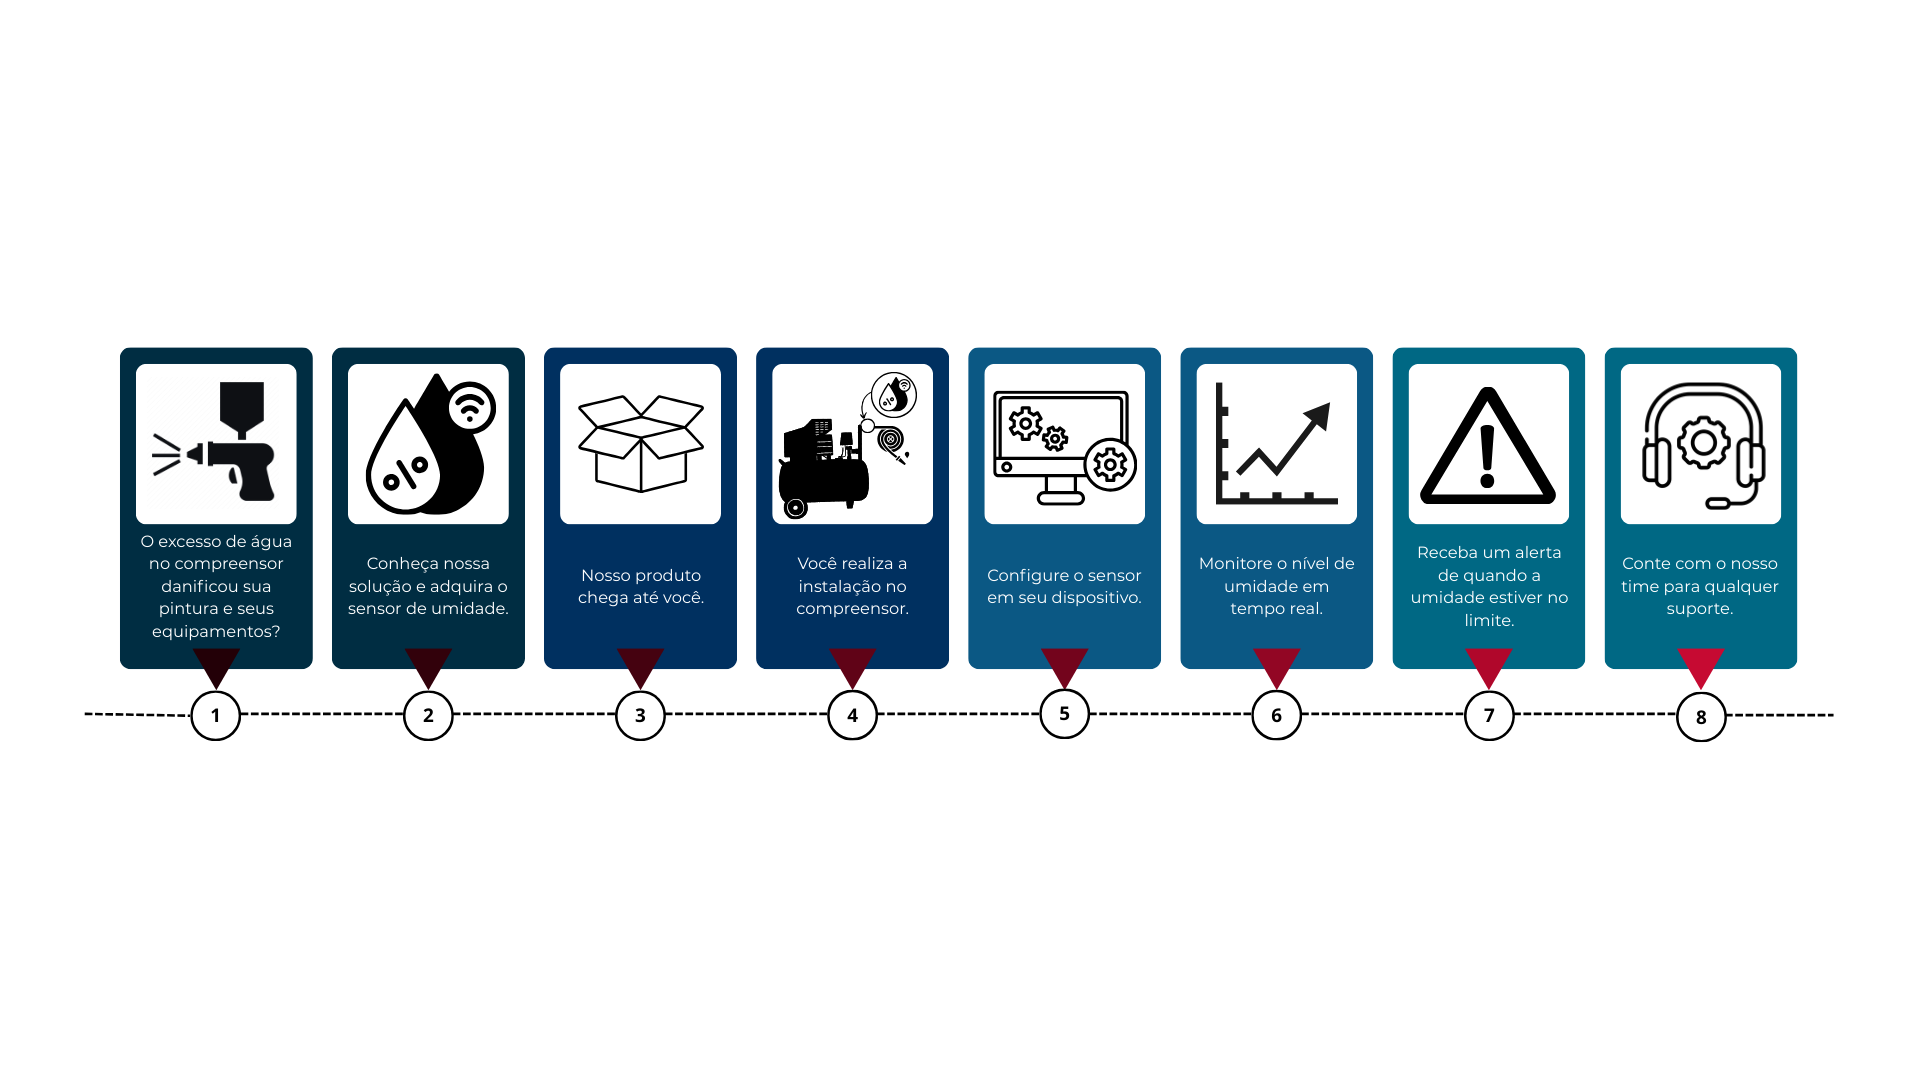 O excesso de água
no compreensor
danificou sua
pintura e seus
equipamentos?
Conheça nossa
solução e adquira o
sensor de umidade.
Nosso produto
chega até você.
Você realiza a
instalação no
compreensor.
Configure o sensor
em seu dispositivo.
Monitore o nível de
umidade em
tempo real.
Receba um alerta
de quando a
umidade estiver no
limite.
Conte com o nosso
time para qualquer
suporte.
1
2
3
4
5
6
7
8